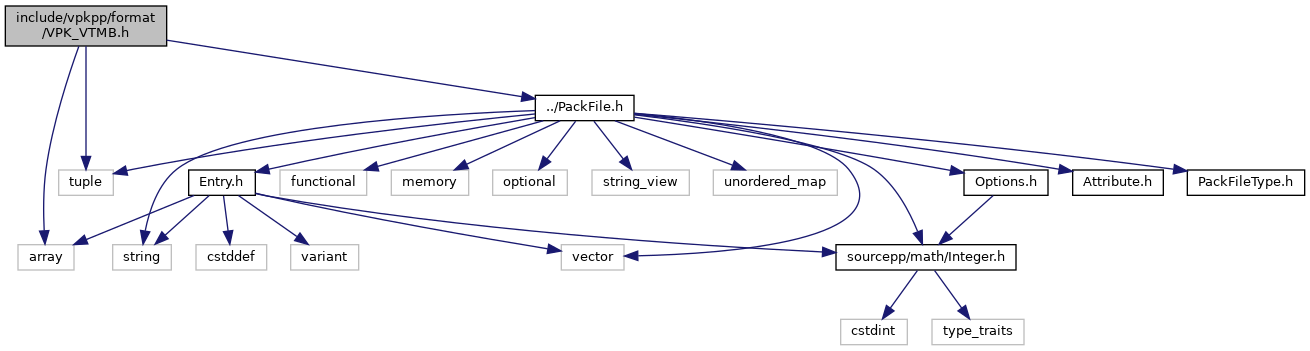 include/vpkpp/format
/VPK_VTMB.h
../PackFile.h
tuple
Entry.h
functional
memory
optional
string_view
unordered_map
Options.h
Attribute.h
PackFileType.h
array
string
cstddef
variant
vector
sourcepp/math/Integer.h
cstdint
type_traits